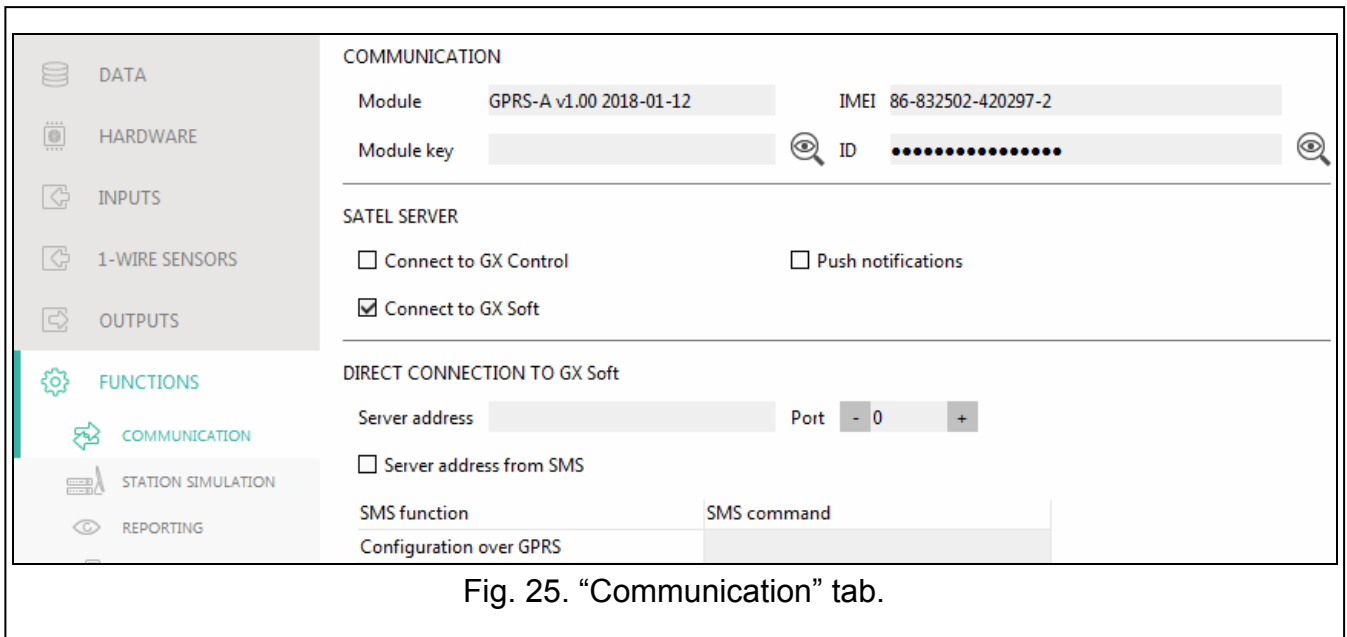 DATA
HARDWARE
INPUTS
1-WIRE SENSORS
OUTPUTS
FUNCTIONS
COMMUNICATION
STATION SIMULATION
REPORTING
COMMUNICATION
Module GPRS-A v1.00 2018-01-12 IMEI 86-832502-420297-2
Module key ID ••••••••••••••••
SATEL SERVER
Connect to GX Control Push notifications
Connect to GX Soft
DIRECT CONNECTION TO GX Soft
Server address Port - 0 +
Server address from SMS
SMS function SMS command
Configuration over GPRS
Fig. 25. “Communication” tab.